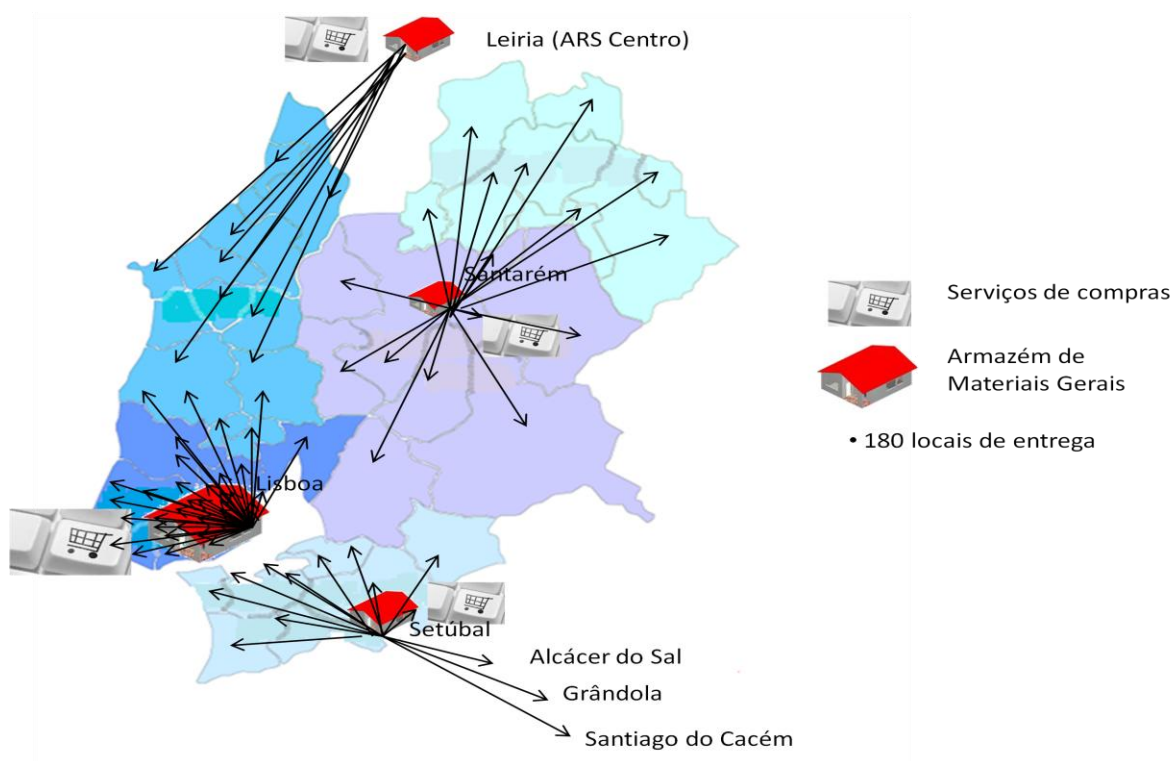 Leiria (ARS Centro)
Santarém
Serviços de compras
Armazém de
Materiais Gerais
• 180 locais de entrega
Lisboa
Setúbal
Alcácer do Sal
Grândola
Santiago do Cacém